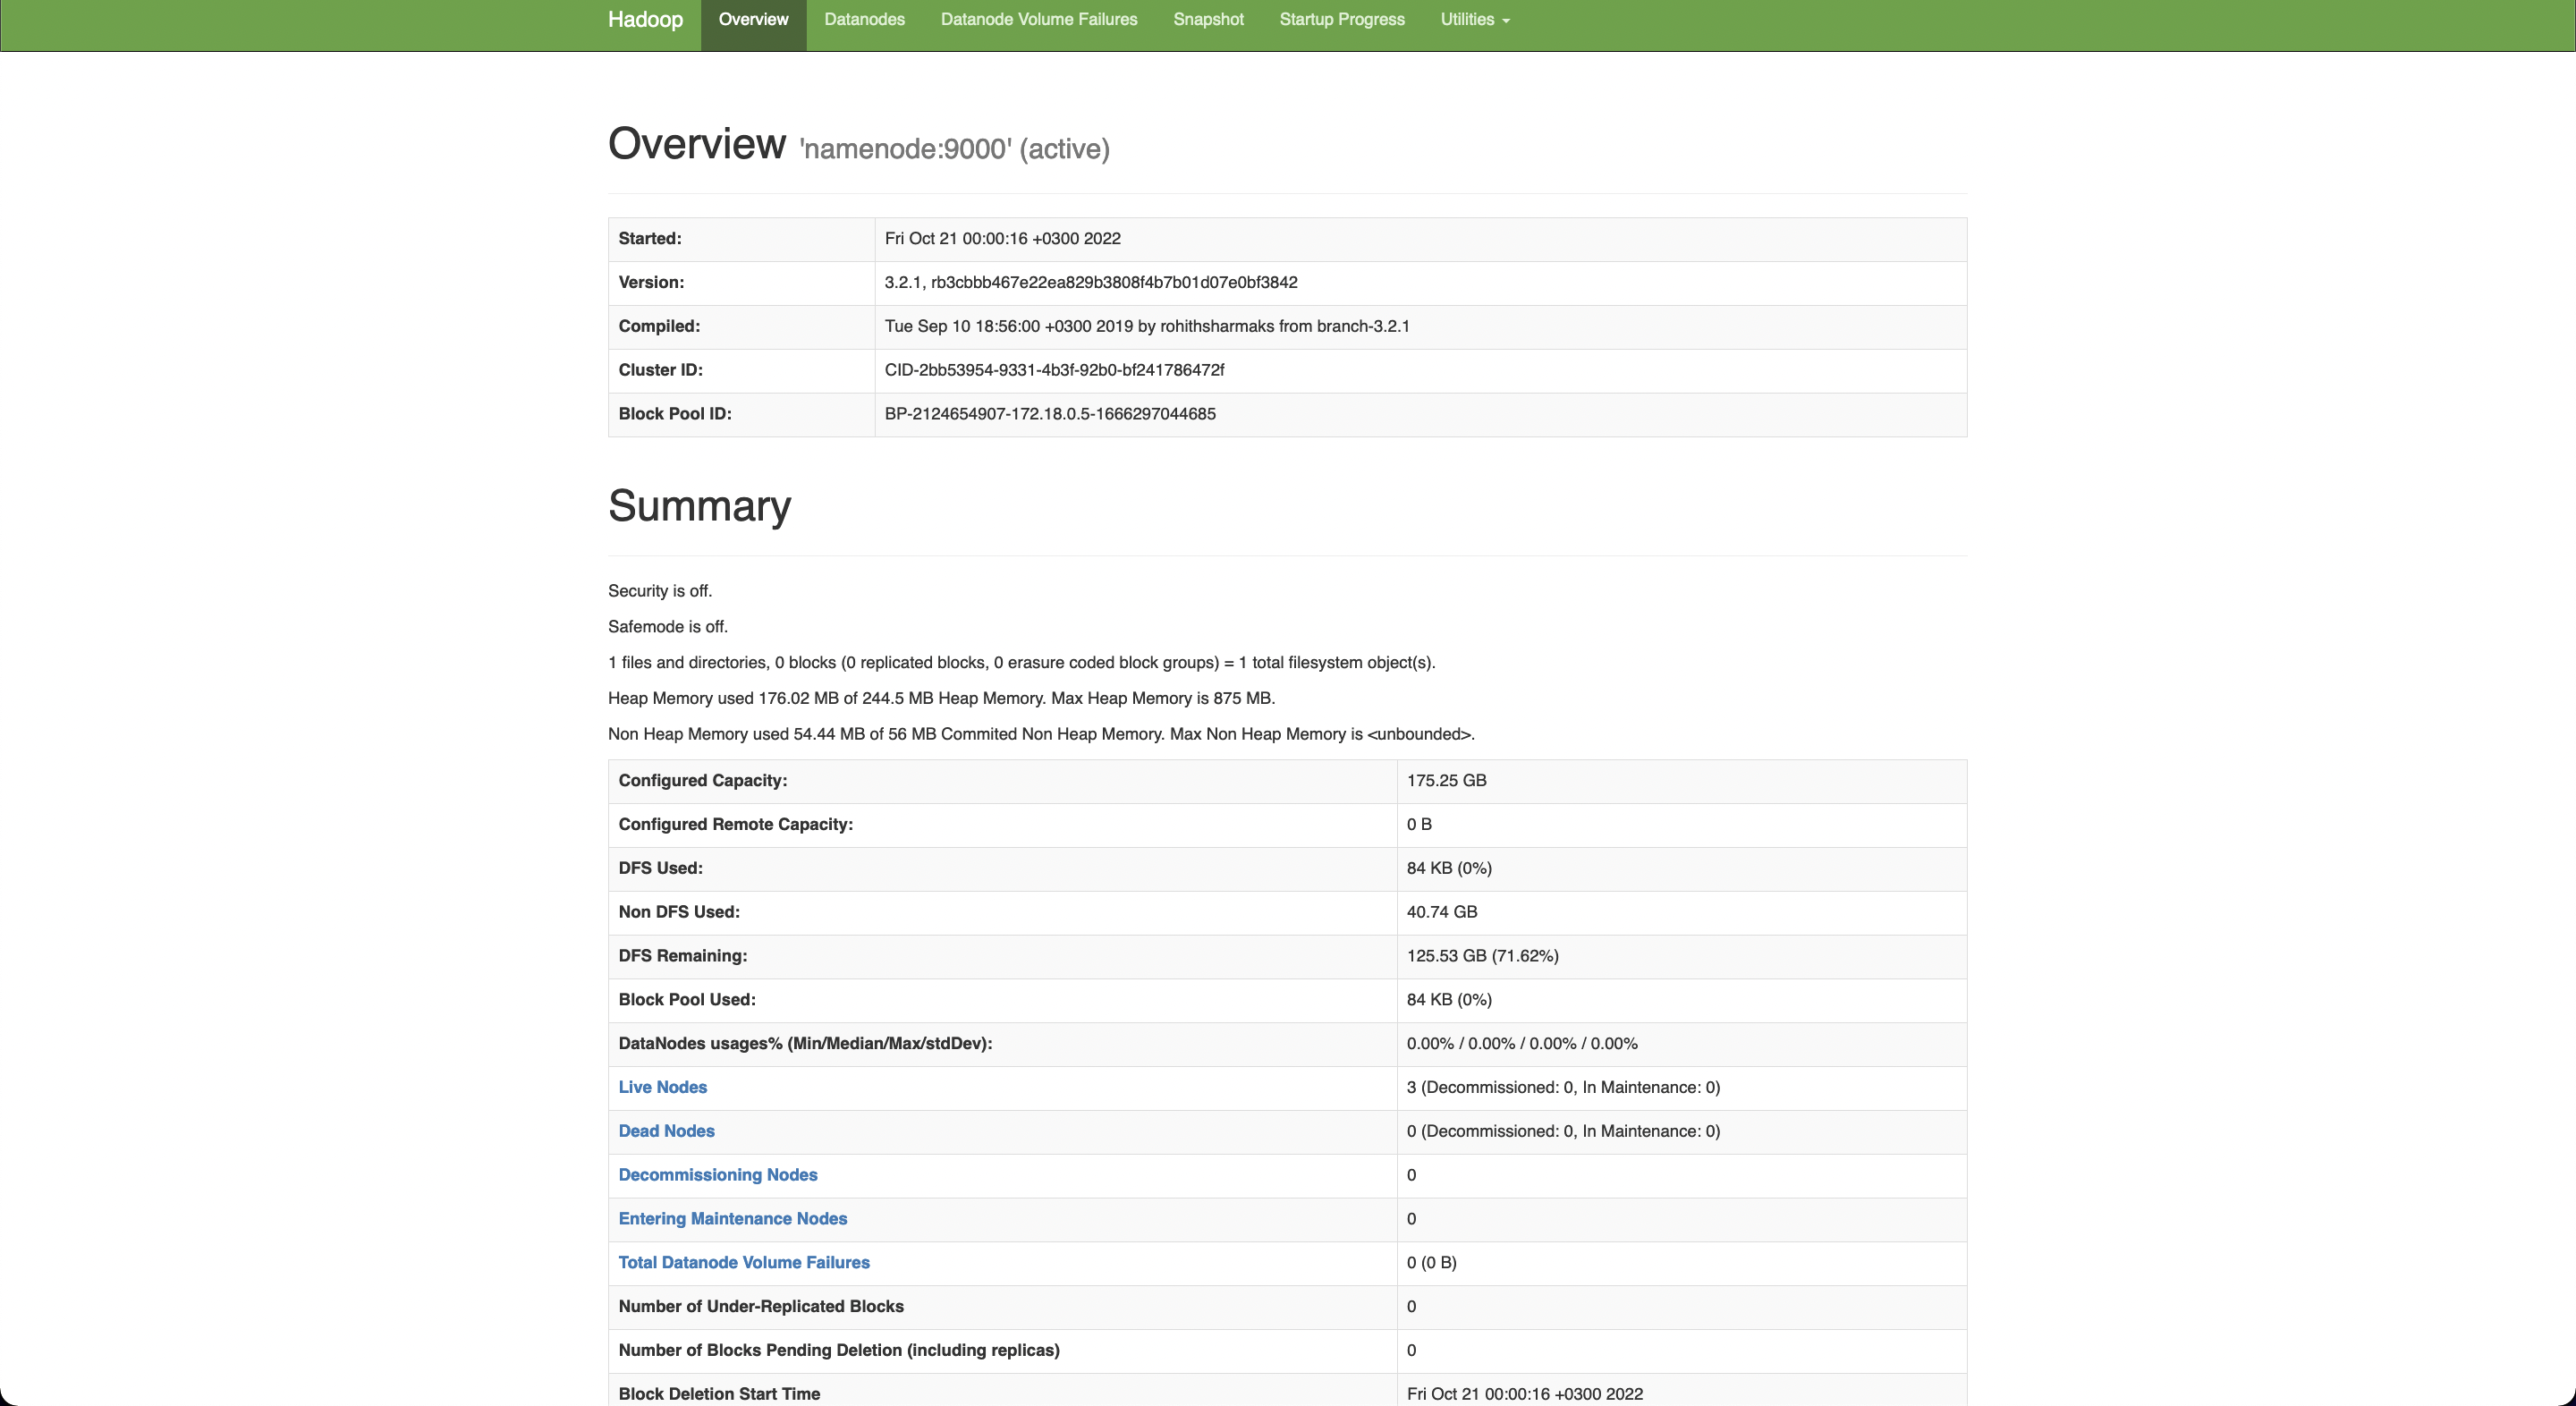 Hadoop Overview Datanodes Datanode Volume Failures Snapshot Startup Progress Utilities
Overview 'namenode:9000' (active)
Started: Fri Oct 21 00:00:16 +0300 2022
Version: 3.2.1, rb3cbbb467e22ea829b3808f4b7b01d07e0bf3842
Compiled: Tue Sep 10 18:56:00 +0300 2019 by rohithsharmaks from branch-3.2.1
Cluster ID: CID-2bb53954-9331-4b3f-92b0-bf241786472f
Block Pool ID: BP-2124654907-172.18.0.5-1666297044685
Summary
Security is off.
Safemode is off.
1 files and directories, 0 blocks (0 replicated blocks, 0 erasure coded block groups) = 1 total filesystem object(s).
Heap Memory used 176.02 MB of 244.5 MB Heap Memory. Max Heap Memory is 875 MB.
Non Heap Memory used 54.44 MB of 56 MB Commited Non Heap Memory. Max Non Heap Memory is <unbounded>.
Configured Capacity: 175.25 GB
Configured Remote Capacity: 0 B
DFS Used: 84 KB (0%)
Non DFS Used: 40.74 GB
DFS Remaining: 125.53 GB (71.62%)
Block Pool Used: 84 KB (0%)
DataNodes usages% (Min/Median/Max/stdDev): 0.00% / 0.00% / 0.00% / 0.00%
Live Nodes 3 (Decommissioned: 0, In Maintenance: 0)
Dead Nodes 0 (Decommissioned: 0, In Maintenance: 0)
Decommissioning Nodes 0
Entering Maintenance Nodes 0
Total Datanode Volume Failures 0 (0 B)
Number of Under-Replicated Blocks 0
Number of Blocks Pending Deletion (including replicas) 0
Block Deletion Start Time Fri Oct 21 00:00:16 +0300 2022